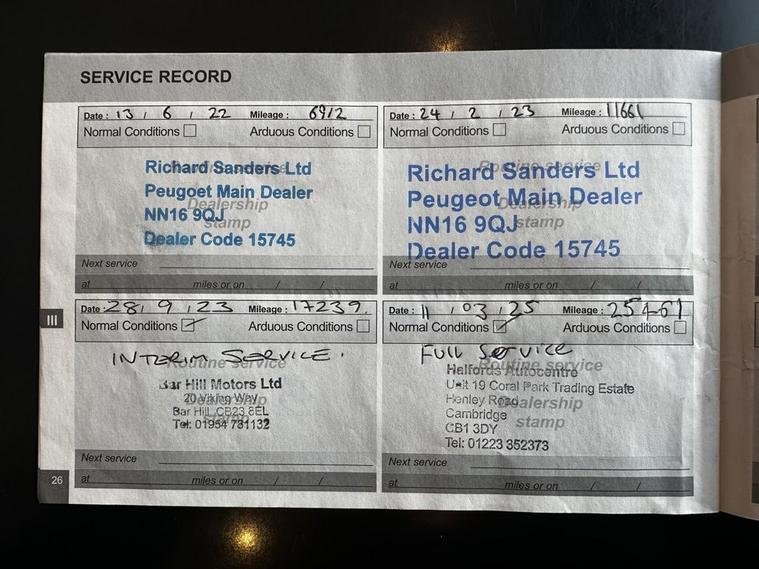 SERVICE RECORD
Date : 13 / 6 / 22 Mileage : 6912
Normal Conditions Arduous Conditions
Routine service
Dealership
stamp
Richard Sanders Ltd
Peugoet Main Dealer
NN16 9QJ
Dealer Code 15745
Next service
at miles or on / /
Date : 24 / 2 / 23 Mileage : 11661
Normal Conditions Arduous Conditions
Routine service
Dealership
stamp
Richard Sanders Ltd
Peugeot Main Dealer
NN16 9QJ
Dealer Code 15745
Next service
at miles or on / /
III
Date : 28 / 9 / 23 Mileage : 17239
Normal Conditions Arduous Conditions
INTERIM SERVICE.
Routine service
Dealership
stamp
Bar Hill Motors Ltd
20 Viking Way
Bar Hill, CB23 8EL
Tel: 01954 781132
Next service
at miles or on / /
Date : 11 / 03 / 25 Mileage : 25461
Normal Conditions Arduous Conditions
FULL Service
Routine service
Dealership
stamp
Halfords Autocentre
Unit 19 Coral Park Trading Estate
Henley Road
Cambridge
CB1 3DY
Tel: 01223 352373
Next service
at miles or on / /
26